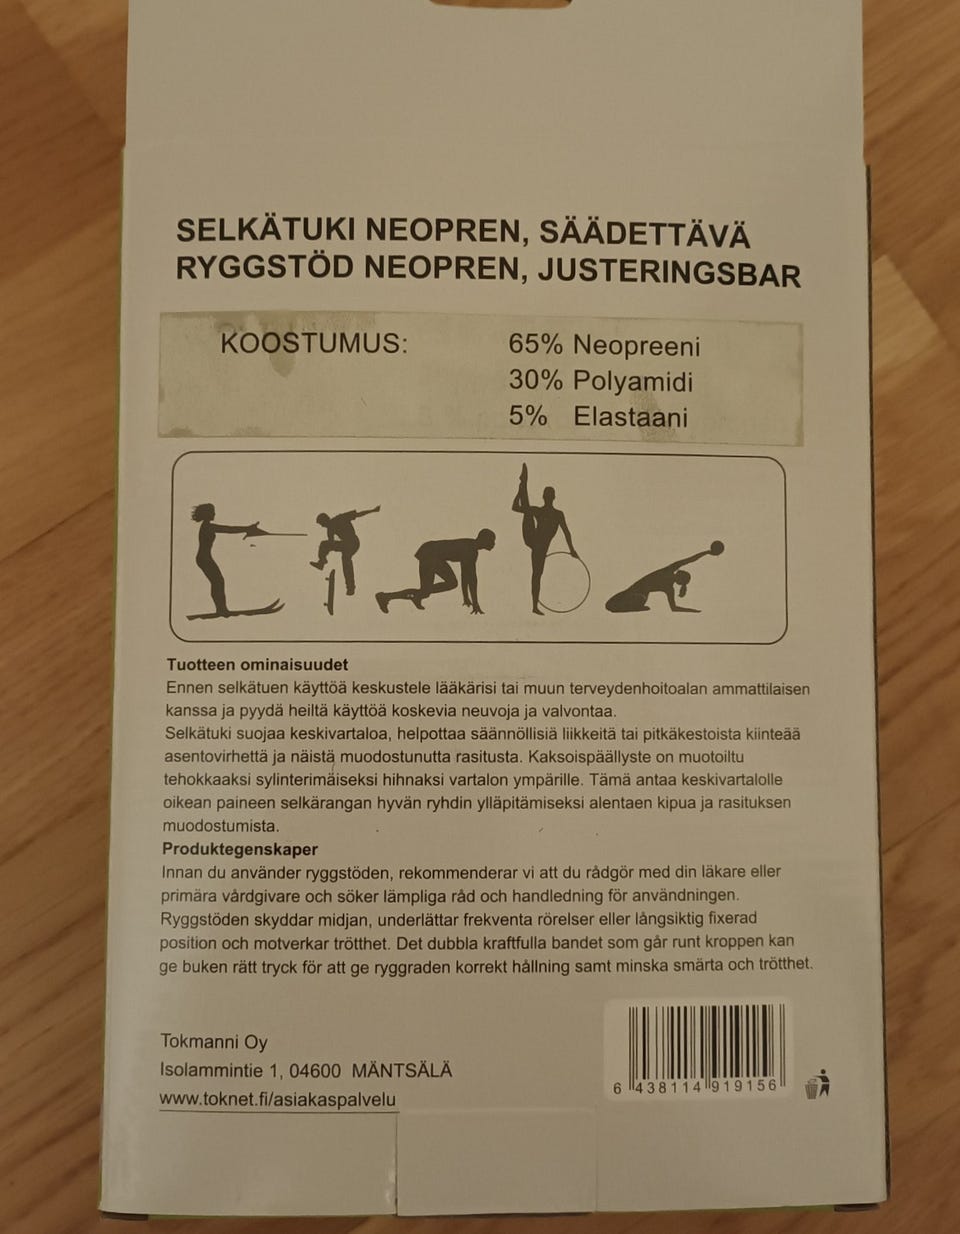 SELKÄTUKI NEOPREN, SÄÄDETTÄVÄ
RYGGSTÖD NEOPREN, JUSTERINGSBAR
KOOSTUMUS: 65% Neopreeni
30% Polyamidi
5% Elastaani
Tuotteen ominaisuudet
Ennen selkätuen käyttöä keskustele lääkärisi tai muun terveydenhoitoalan ammattilaisen
kanssa ja pyydä heiltä käyttöä koskevia neuvoja ja valvontaa.
Selkätuki suojaa keskivartaloa, helpottaa säännöllisiä liikkeitä tai pitkäkestoista kiinteää
asentovirhettä ja näistä muodostunutta rasitusta. Kaksoispäällyste on muotoiltu
tehokkaaksi sylinterimäiseksi hihnaksi vartalon ympärille. Tämä antaa keskivartalolle
oikean paineen selkärangan hyvän ryhdin ylläpitämiseksi alentaen kipua ja rasituksen
muodostumista.
Produktegenskaper
Innan du använder ryggstöden, rekommenderar vi att du rådgör med din läkare eller
primära vårdgivare och söker lämpliga råd och handledning för användningen.
Ryggstöden skyddar midjan, underlättar frekventa rörelser eller långsiktig fixerad
position och motverkar trötthet. Det dubbla kraftfulla bandet som går runt kroppen kan
ge buken rätt tryck för att ge ryggraden korrekt hållning samt minska smärta och trötthet.
Tokmanni Oy
Isolammintie 1, 04600 MÄNTSÄLÄ
www.toknet.fi/asiakaspalvelu
6 438114 919156